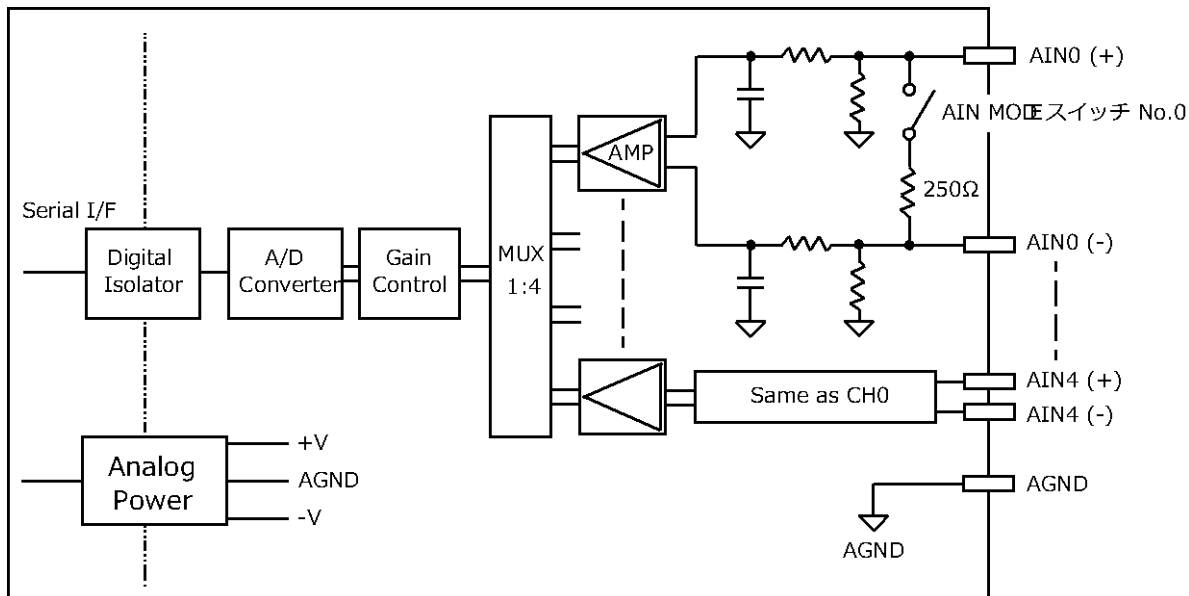 AIN0 (+)
AIN MODEスイッチ No.0
AMP
250Ω
Serial I/F
AIN0 (-)
Digital
Isolator
A/D
Converter
Gain
Control
MUX
1:4
Same as CH0
AIN4 (+)
AIN4 (-)
Analog
Power
+V
AGND
-V
AGND
AGND